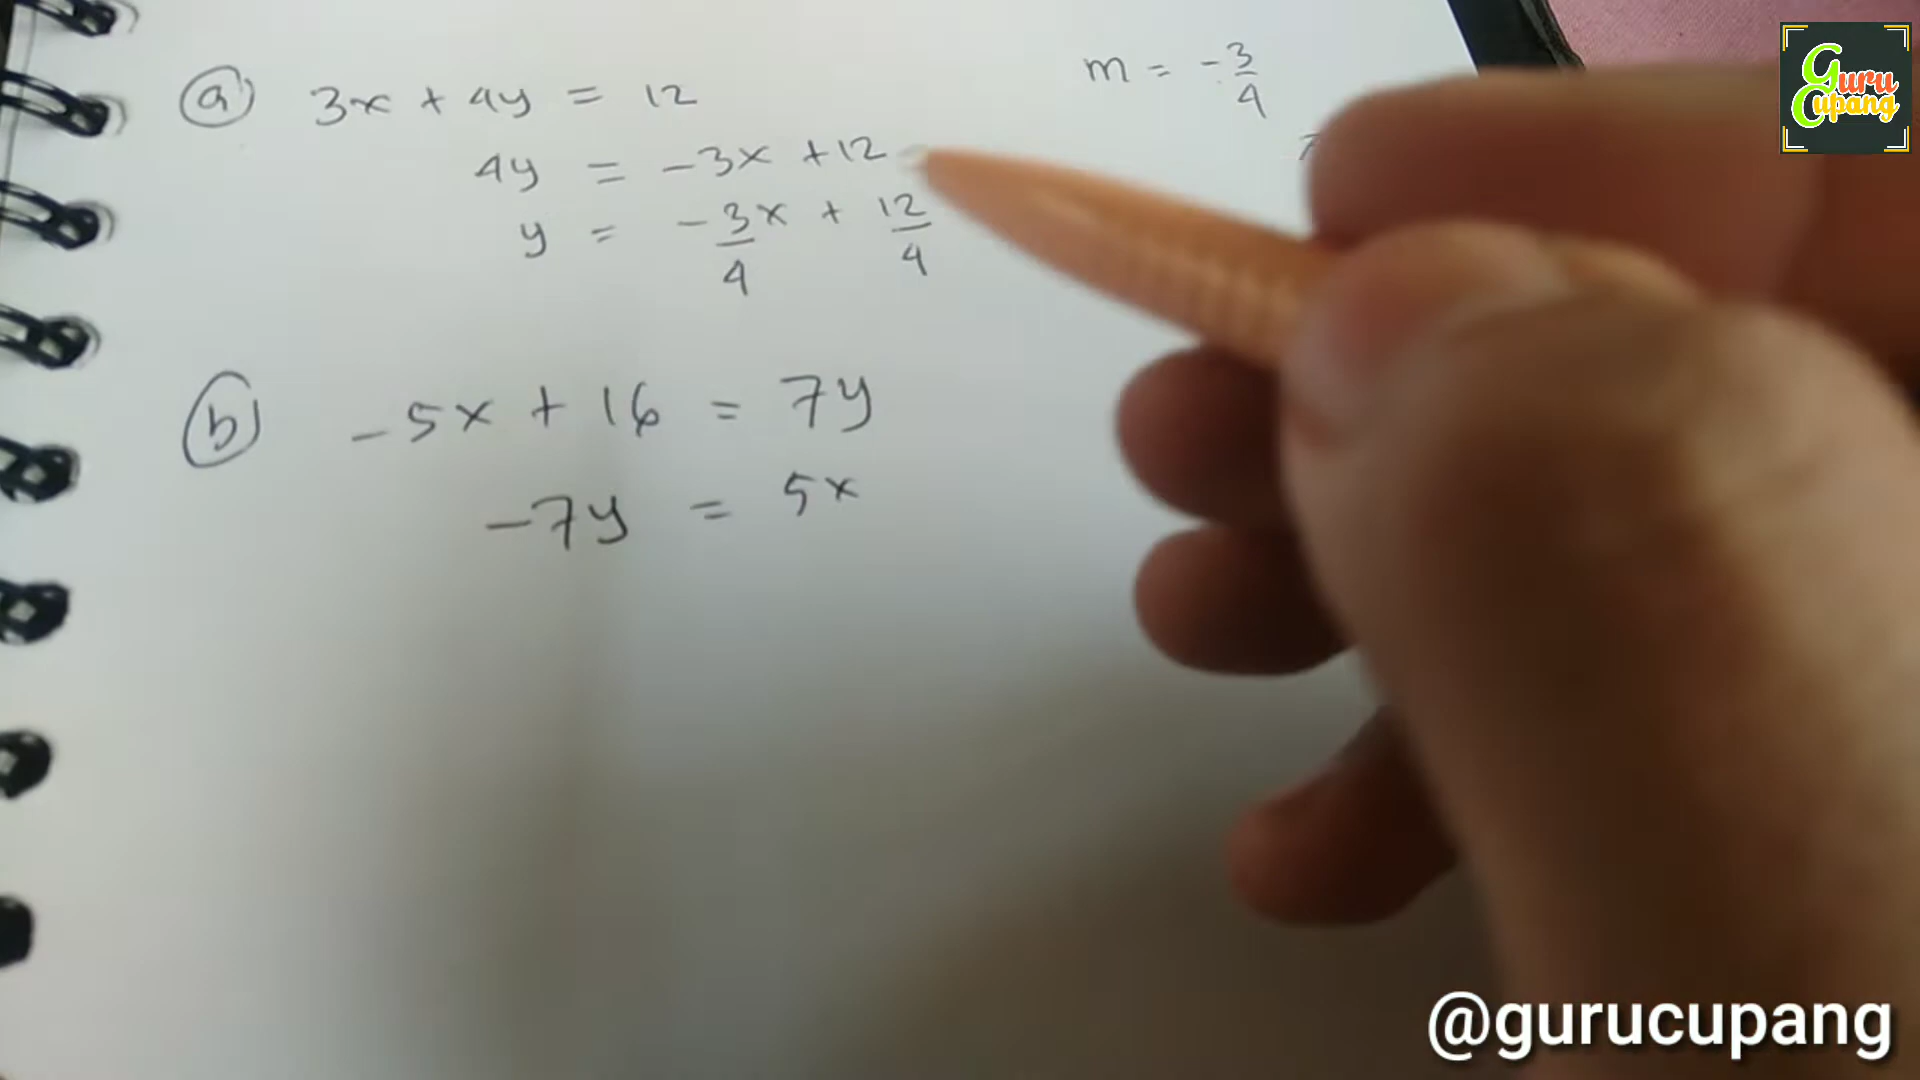 Guru
Cupang
(a) 3x + 4y = 12
4y = -3x + 12
y = -3/4 x + 12/4
m = -3/4
(b) -5x + 16 = 7y
-7y = 5x
@gurucupang